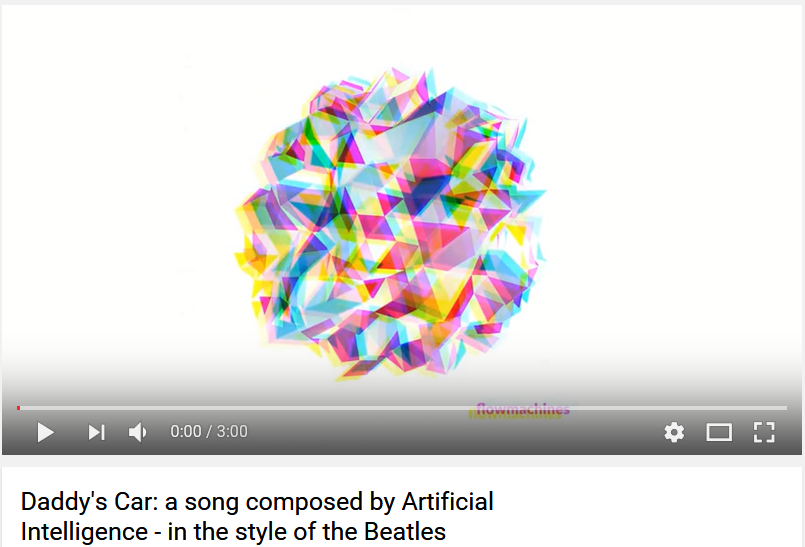 flowmachines
0:00 / 3:00
Daddy's Car: a song composed by Artificial
Intelligence - in the style of the Beatles